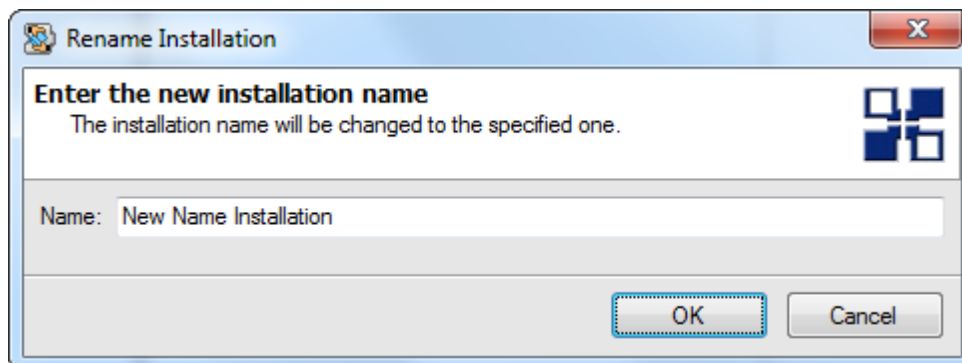 Rename Installation
Enter the new installation name
The installation name will be changed to the specified one.
Name: New Name Installation
OK Cancel